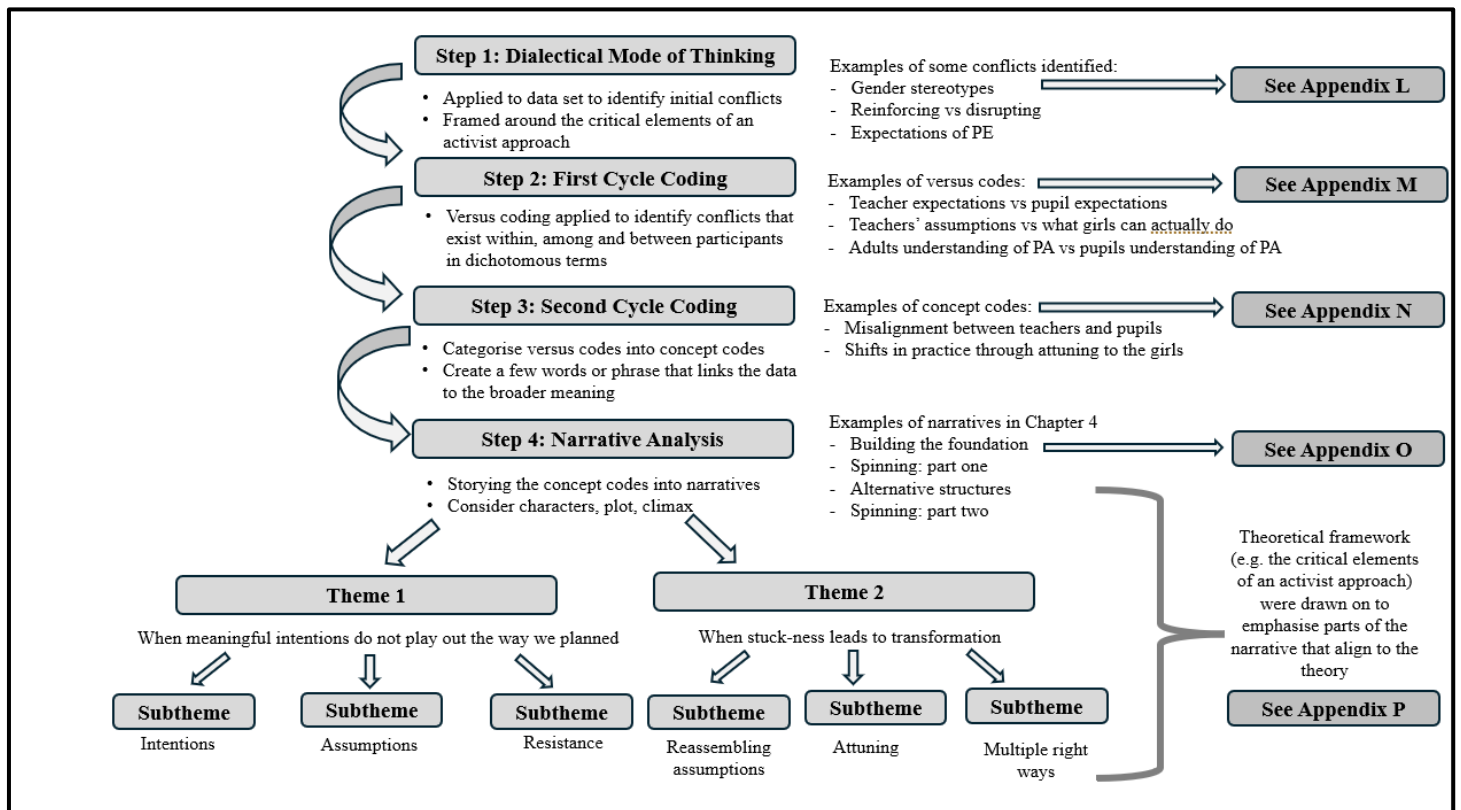 Step 1: Dialectical Mode of Thinking
• Applied to data set to identify initial conflicts
• Framed around the critical elements of an
activist approach
Examples of some conflicts identified:
- Gender stereotypes
- Reinforcing vs disrupting
- Expectations of PE
See Appendix L
Step 2: First Cycle Coding
• Versus coding applied to identify conflicts that
exist within, among and between participants
in dichotomous terms
Examples of versus codes:
- Teacher expectations vs pupil expectations
- Teachers’ assumptions vs what girls can actually do
- Adults understanding of PA vs pupils understanding of PA
See Appendix M
Step 3: Second Cycle Coding
• Categorise versus codes into concept codes
• Create a few words or phrase that links the data
to the broader meaning
Examples of concept codes:
- Misalignment between teachers and pupils
- Shifts in practice through attuning to the girls
See Appendix N
Step 4: Narrative Analysis
• Storying the concept codes into narratives
• Consider characters, plot, climax
Examples of narratives in Chapter 4
- Building the foundation
- Spinning: part one
- Alternative structures
- Spinning: part two
See Appendix O
Theme 1
When meaningful intentions do not play out the way we planned
Subtheme
Intentions
Subtheme
Assumptions
Subtheme
Resistance
Theme 2
When stuck-ness leads to transformation
Subtheme
Reassembling
assumptions
Subtheme
Attuning
Subtheme
Multiple right
ways
Theoretical framework
(e.g. the critical elements
of an activist approach)
were drawn on to
emphasise parts of the
narrative that align to the
theory
See Appendix P